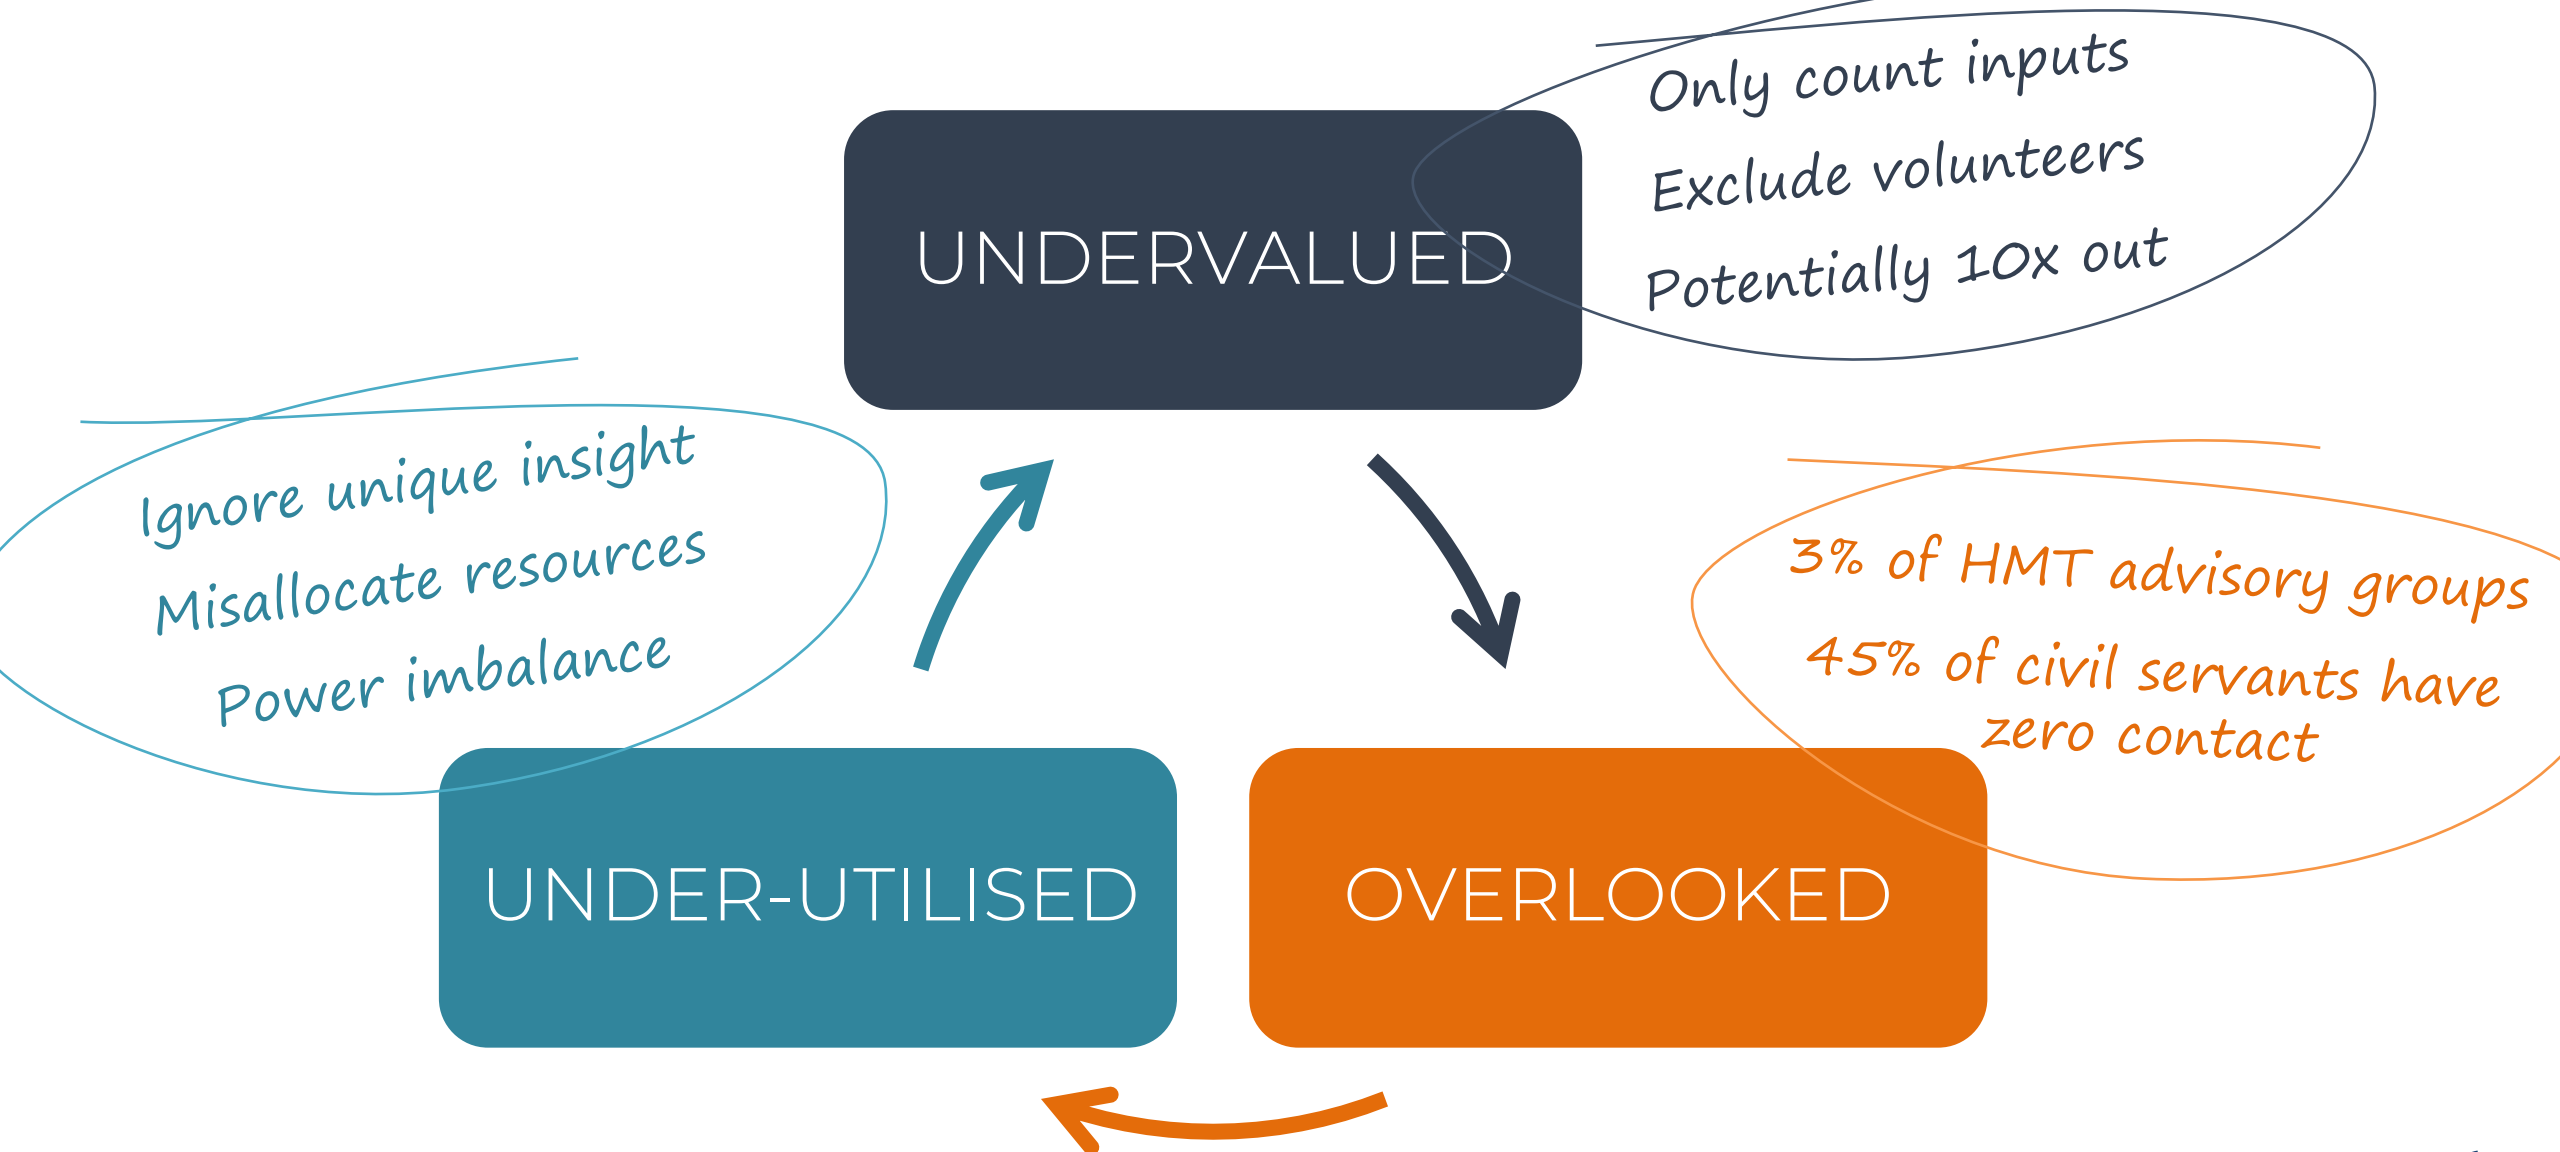 Only count inputs
Exclude volunteers
Potentially 10x out
UNDERVALUED
Ignore unique insight
Misallocate resources
Power imbalance
3% of HMT advisory groups
45% of civil servants have
zero contact
UNDER-UTILISED
OVERLOOKED